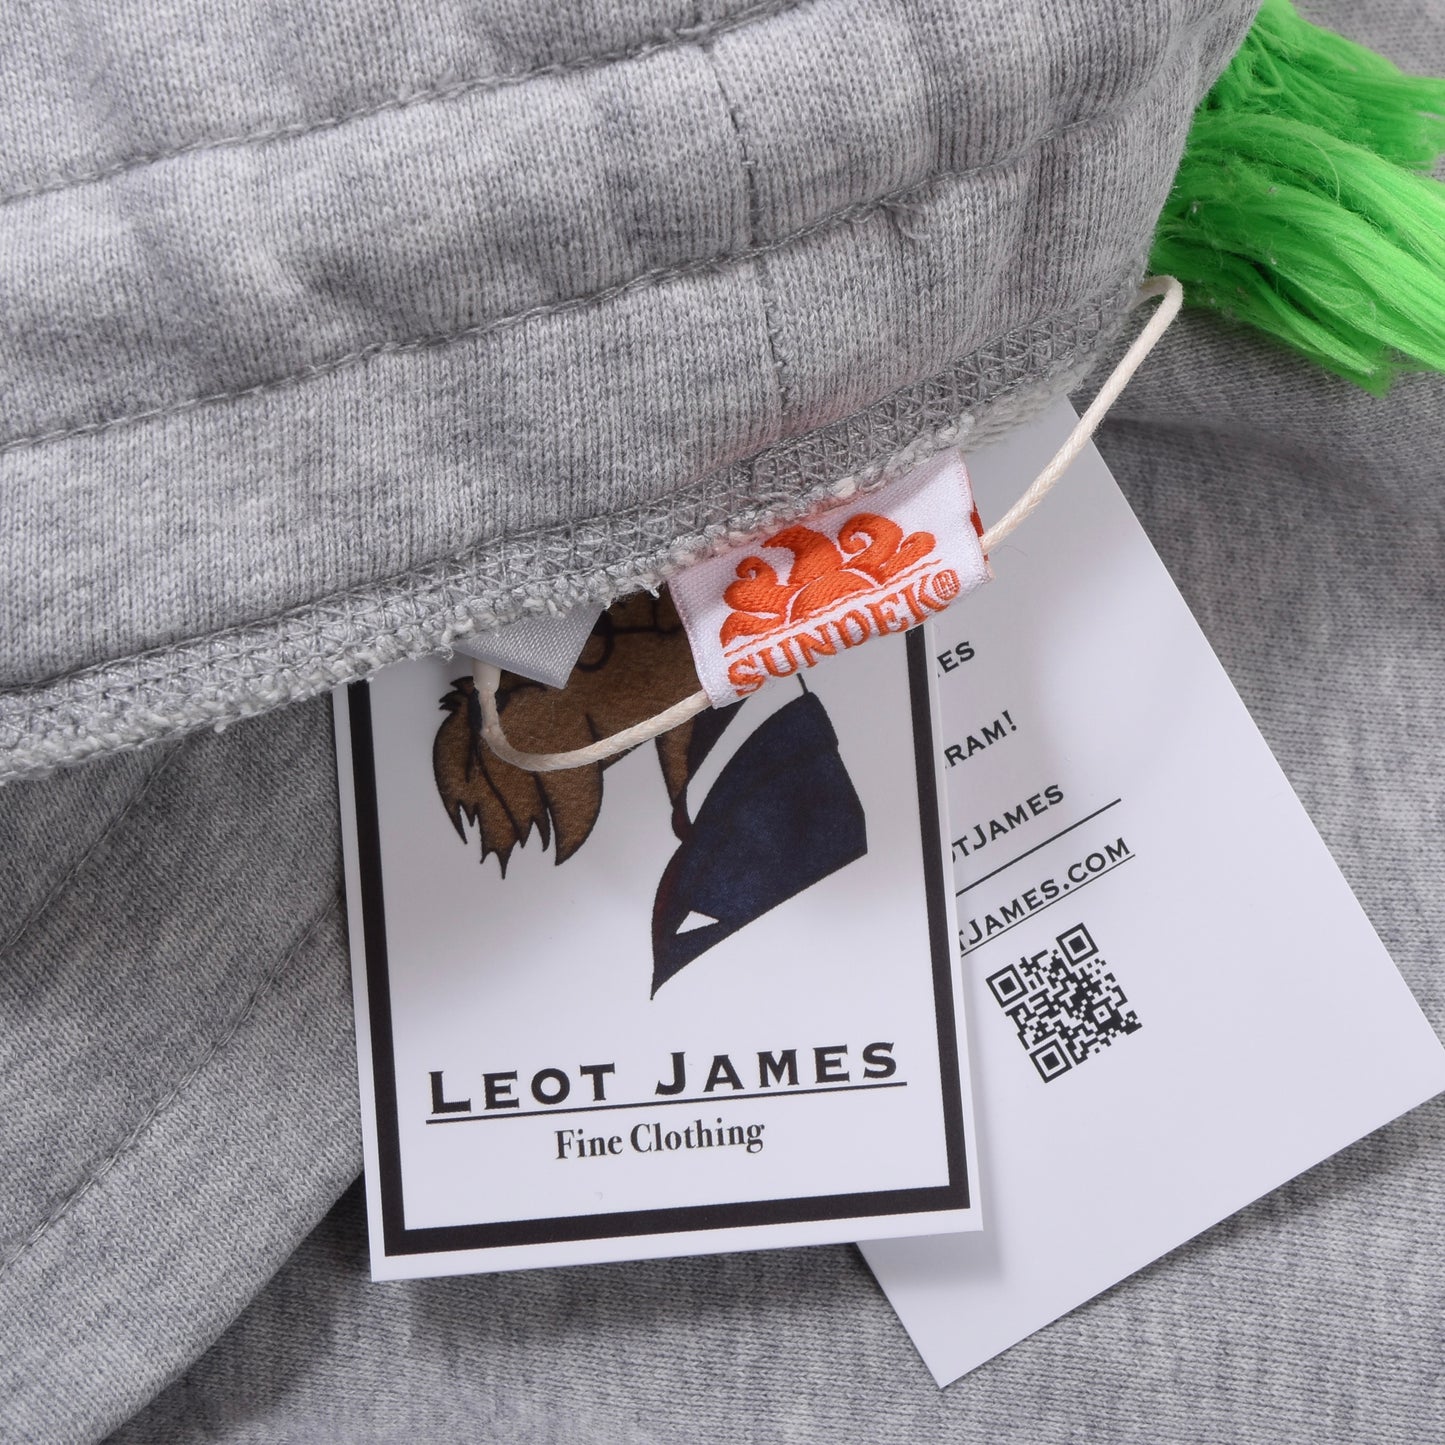 SUNDEK®
LEOT JAMES
Fine Clothing
ES
RAM!
TJAMES
TJAMES.COM